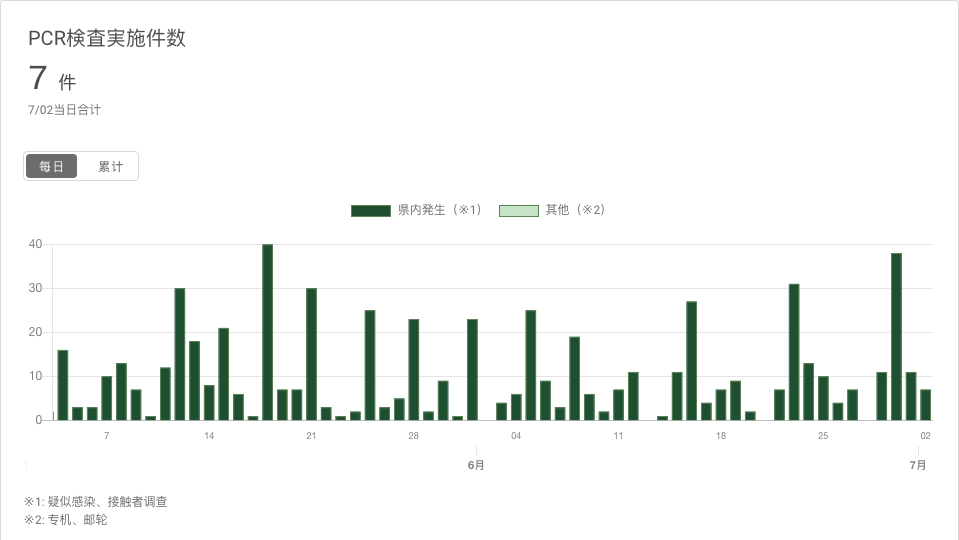 PCR検査実施件数
7 件
7/02当日合计
每日 累计
県内発生（※1） 其他（※2）
40
30
20
10
0
7 14 21 28 04 11 18 25 02
6月 7月
※1: 疑似感染、接触者调查
※2: 专机、邮轮